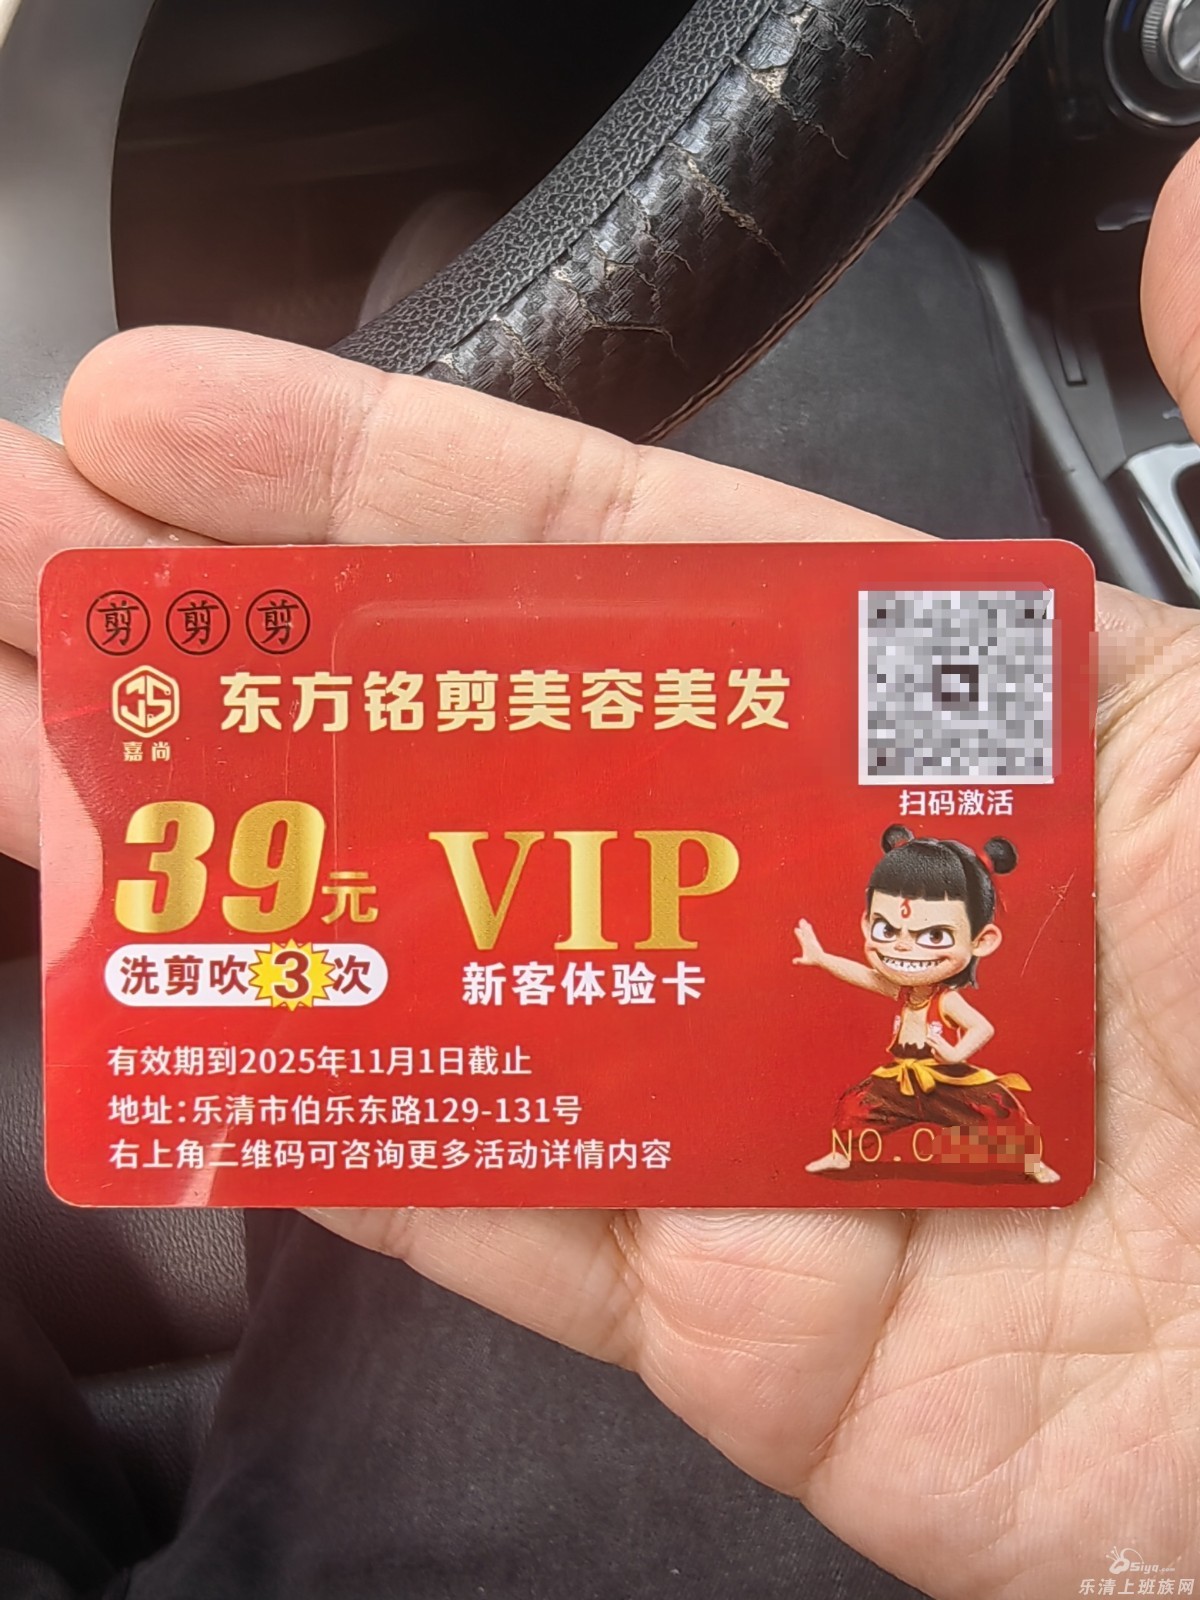 剪 剪 剪
JS
嘉尚
东方铭剪美容美发
扫码激活
39元
VIP
洗剪吹3次
新客体验卡
有效期到2025年11月1日截止
地址:乐清市伯乐东路129-131号
右上角二维码可咨询更多活动详情内容
NO.C
乐清上班族网